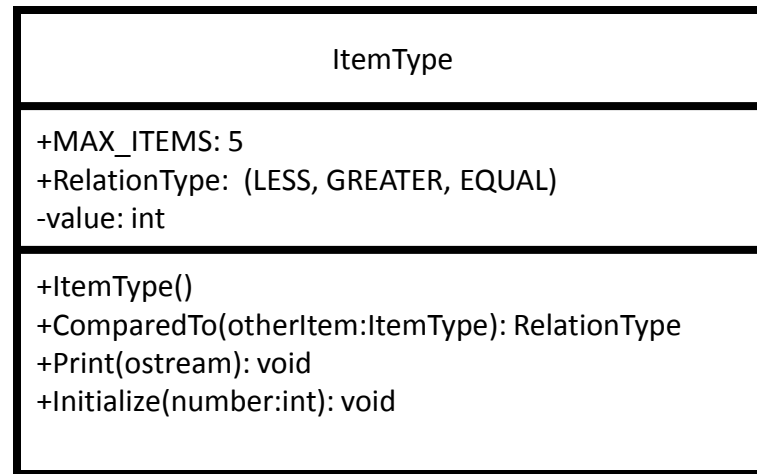 ItemType
+MAX_ITEMS: 5
+RelationType:  (LESS, GREATER, EQUAL)
-value: int
+ItemType()
+ComparedTo(otherItem:ItemType): RelationType
+Print(ostream): void
+Initialize(number:int): void